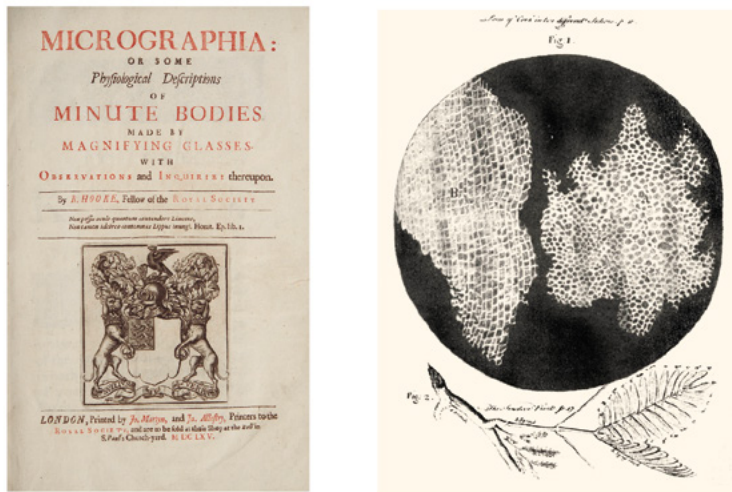 MICROGRAPHIA:
OR SOME
Phyſiological Deſcriptions
OF
MINUTE BODIES
MADE BY
MAGNIFYING GLASSES.
WITH
OBSERVATIONS and INQUIRIES thereupon.
By R. HOOKE, Fellow of the ROYAL SOCIETY
Non poſſis oculo quantum contendere Linceus,
Non tamen idcirco contemnas Lippus inungi. Horat. Ep. lib. 1.
LONDON, Printed by Jo. Martyn, and Ja. Alleſtry, Printers to the
ROYAL SOCIETY, and are to be ſold at their Shop at the Bell in
S. Paul's Church-yard. M DC LX V.
Fig 1.
B
Fig. 2.